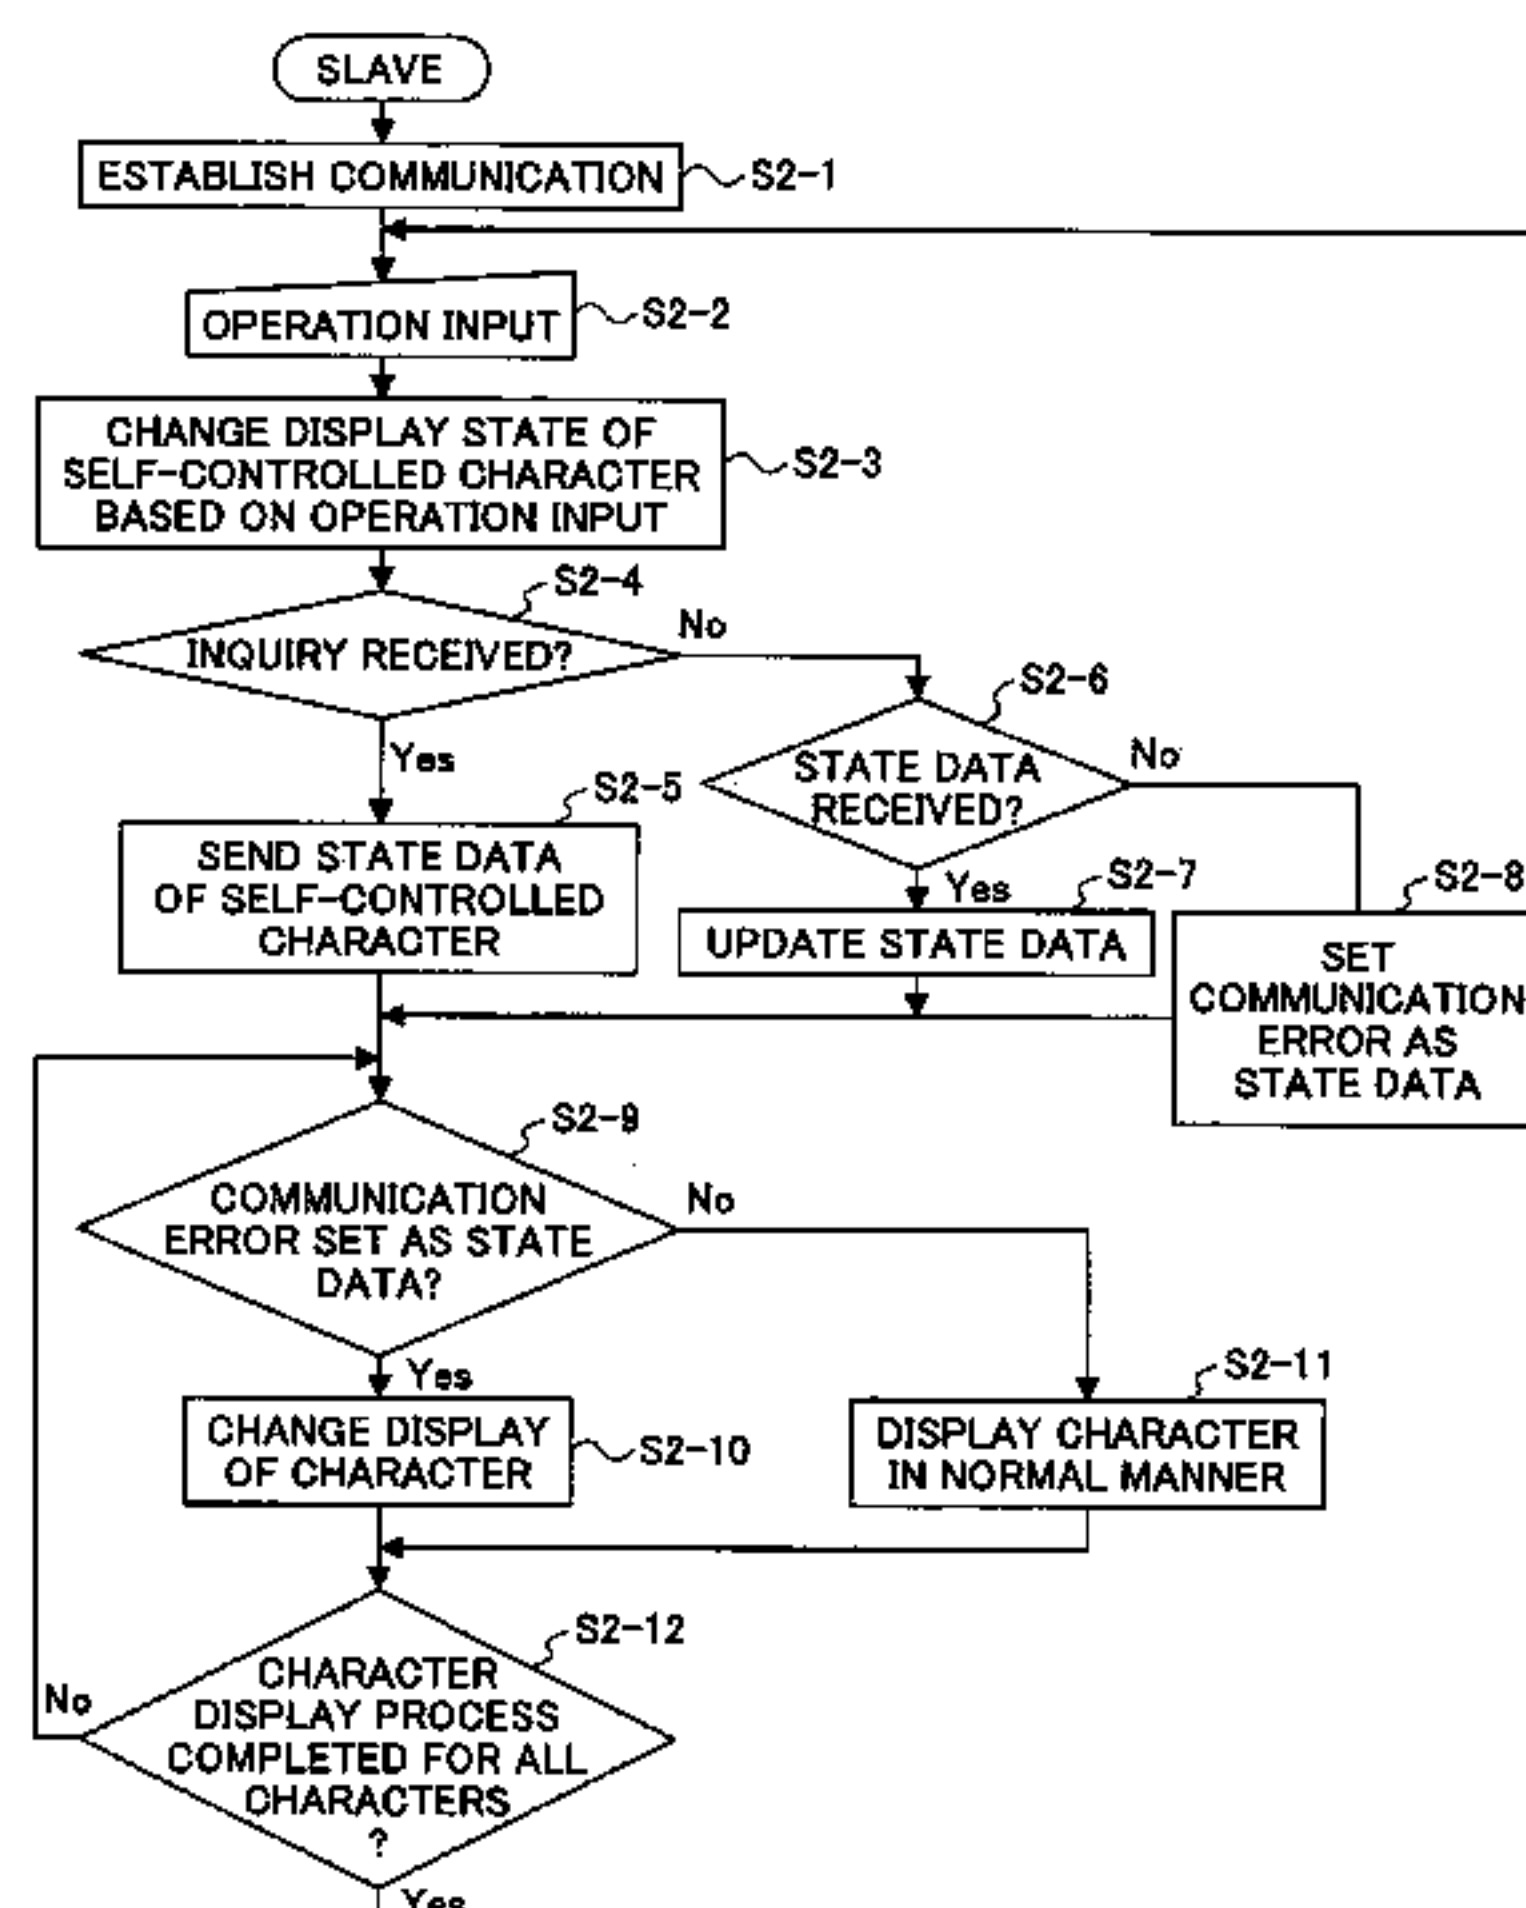 SLAVE
ESTABLISH COMMUNICATION
S2-1
OPERATION INPUT
S2-2
CHANGE DISPLAY STATE OF
SELF-CONTROLLED CHARACTER
BASED ON OPERATION INPUT
S2-3
S2-4
INQUIRY RECEIVED?
No
Yes
S2-6
STATE DATA
RECEIVED?
No
Yes
S2-5
SEND STATE DATA
OF SELF-CONTROLLED
CHARACTER
S2-7
UPDATE STATE DATA
S2-8
SET
COMMUNICATION
ERROR AS
STATE DATA
S2-9
COMMUNICATION
ERROR SET AS STATE
DATA?
No
Yes
CHANGE DISPLAY
OF CHARACTER
S2-10
S2-11
DISPLAY CHARACTER
IN NORMAL MANNER
S2-12
CHARACTER
DISPLAY PROCESS
COMPLETED FOR ALL
CHARACTERS
?
No
Yes